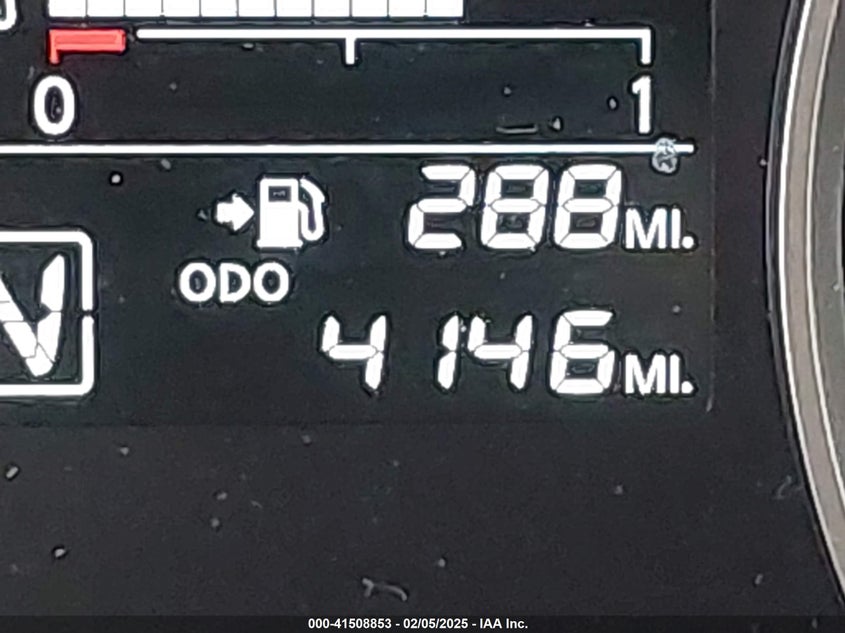 0 1
288 MI.
N
ODO
4146 MI.
000-41508853 - 02/05/2025 - IAA Inc.